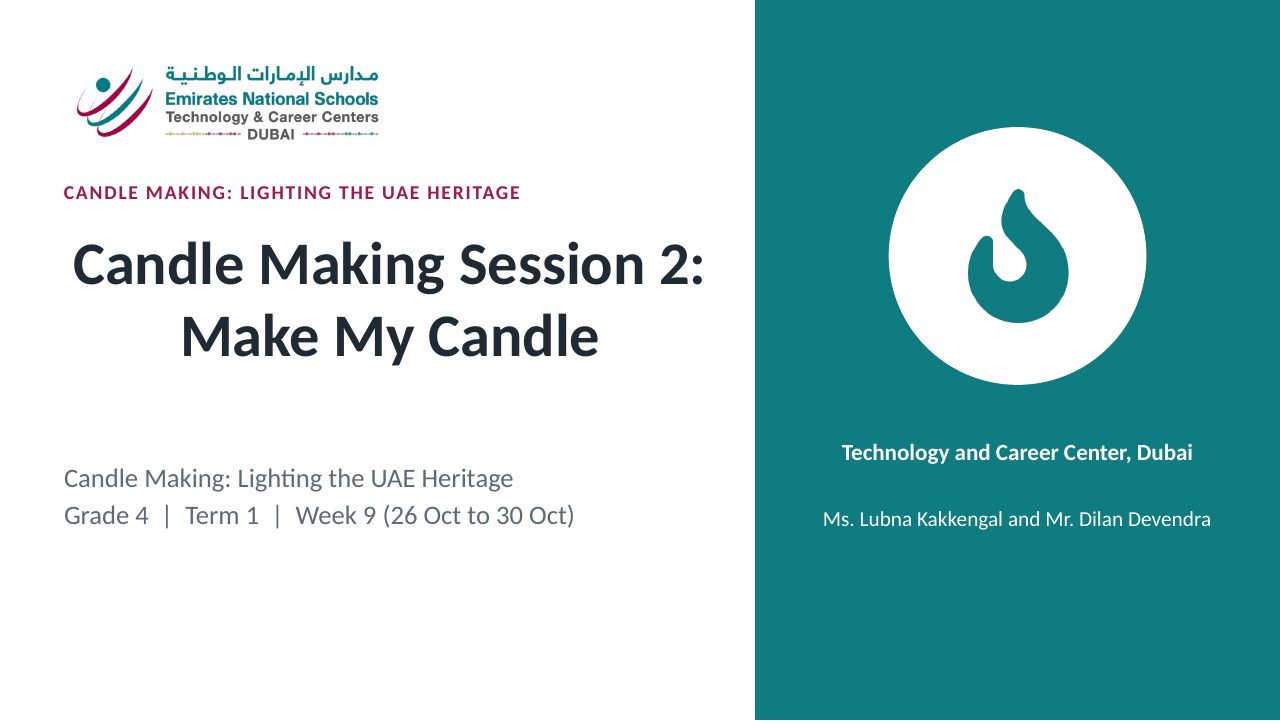 مدارس الإمارات الوطنية
Emirates National Schools
Technology & Career Centers
DUBAI
CANDLE MAKING: LIGHTING THE UAE HERITAGE
Candle Making Session 2:
Make My Candle
Candle Making: Lighting the UAE Heritage
Grade 4 | Term 1 | Week 9 (26 Oct to 30 Oct)
Technology and Career Center, Dubai
Ms. Lubna Kakkengal and Mr. Dilan Devendra